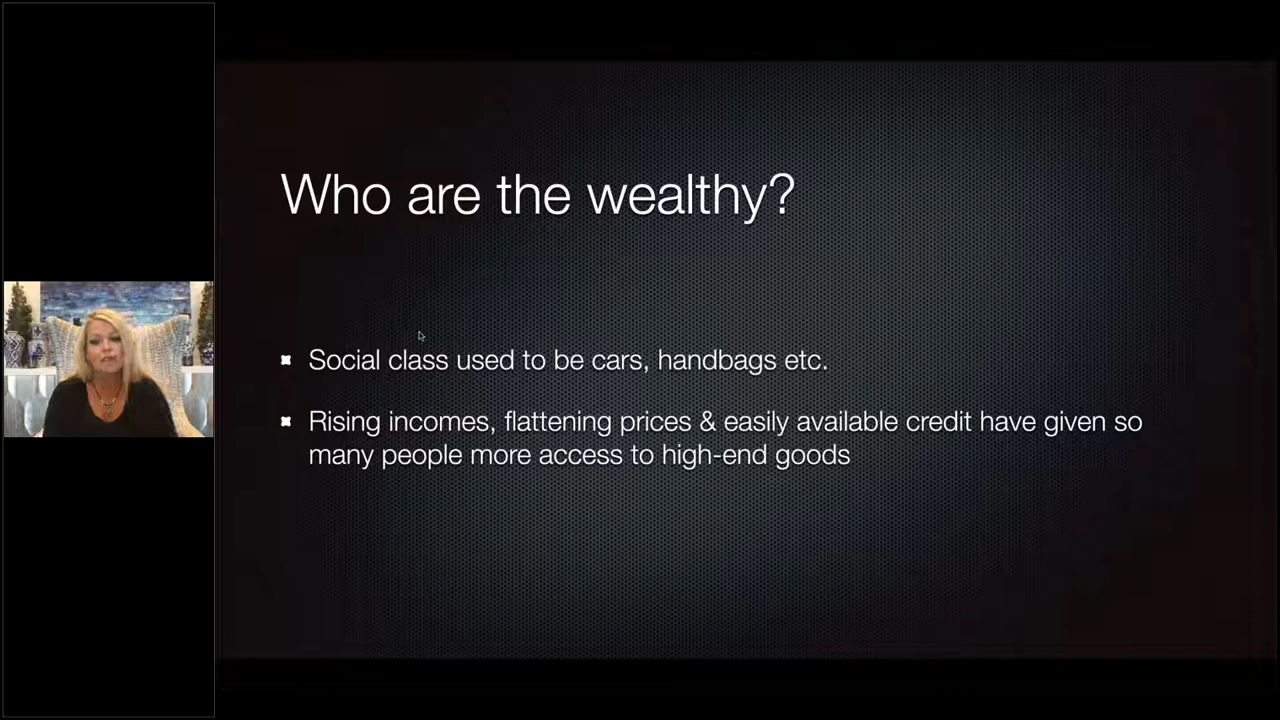 Who are the wealthy?
Social class used to be cars, handbags etc.
Rising incomes, flattening prices & easily available credit have given so
many people more access to high-end goods